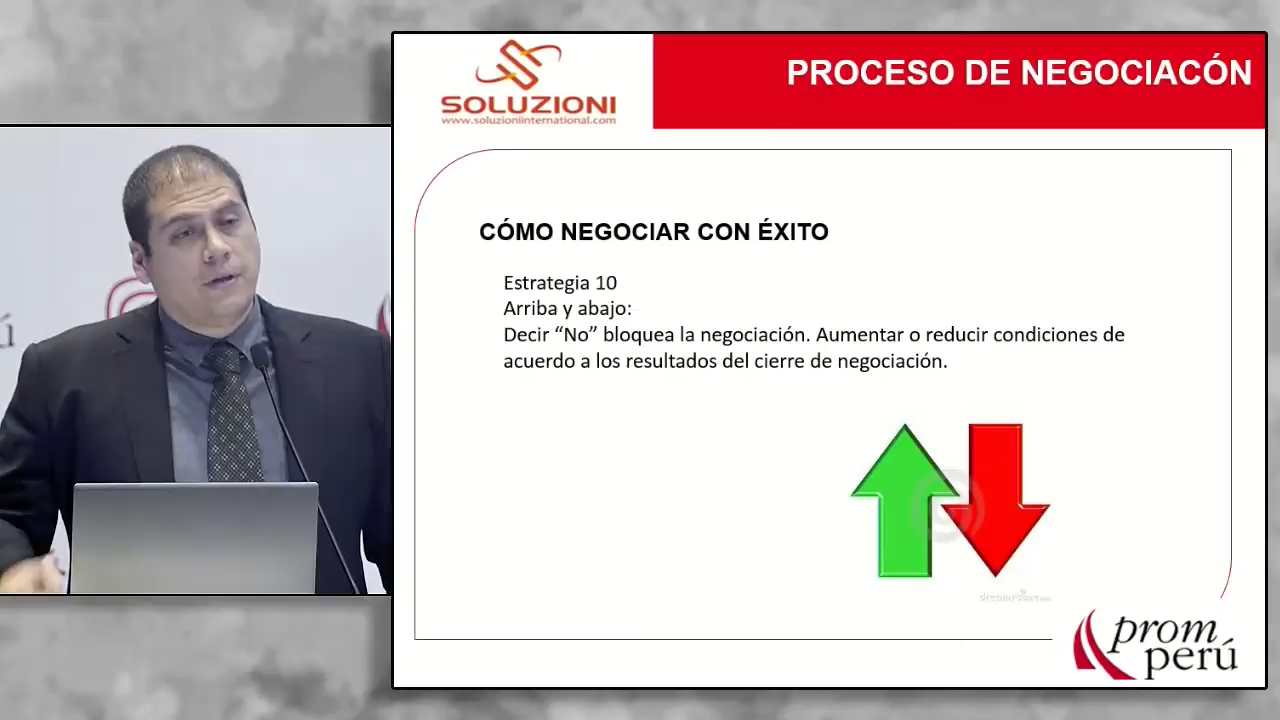 SOLUZIONI
www.soluzioniinternational.com
PROCESO DE NEGOCIACÓN
CÓMO NEGOCIAR CON ÉXITO
Estrategia 10
Arriba y abajo:
Decir “No” bloquea la negociación. Aumentar o reducir condiciones de
acuerdo a los resultados del cierre de negociación.
prom
perú